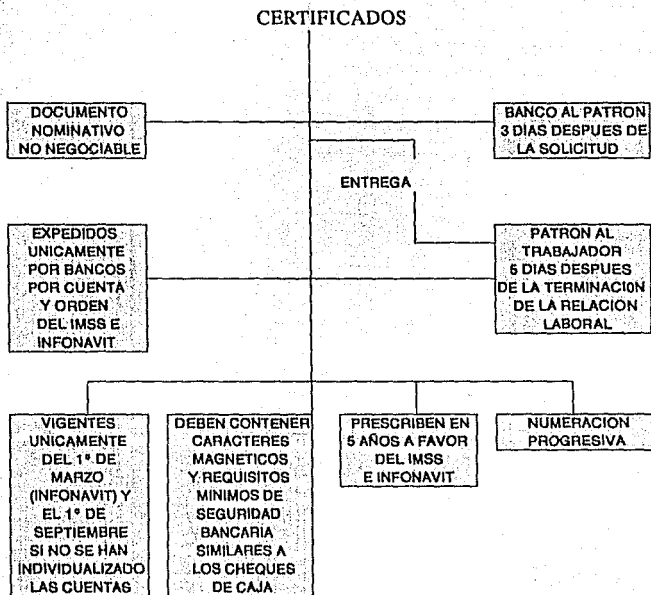 CERTIFICADOS
DOCUMENTO
NOMINATIVO
NO NEGOCIABLE
BANCO AL PATRON
3 DIAS DESPUES DE
LA SOLICITUD
ENTREGA
EXPEDIDOS
UNICAMENTE
POR BANCOS
POR CUENTA
Y ORDEN
DEL IMSS E
INFONAVIT
PATRON AL
TRABAJADOR
5 DIAS DESPUES
DE LA TERMINACION
DE LA RELACION
LABORAL
VIGENTES
UNICAMENTE
DEL 1º DE
MARZO
(INFONAVIT) Y
EL 1º DE
SEPTIEMBRE
SI NO SE HAN
INDIVIDUALIZADO
LAS CUENTAS
DEBEN CONTENER
CARACTERES
MAGNETICOS
Y REQUISITOS
MINIMOS DE
SEGURIDAD
BANCARIA
SIMILARES A
LOS CHEQUES
DE CAJA
PRESCRIBEN EN
5 AÑOS A FAVOR
DEL IMSS
E INFONAVIT
NUMERACION
PROGRESIVA